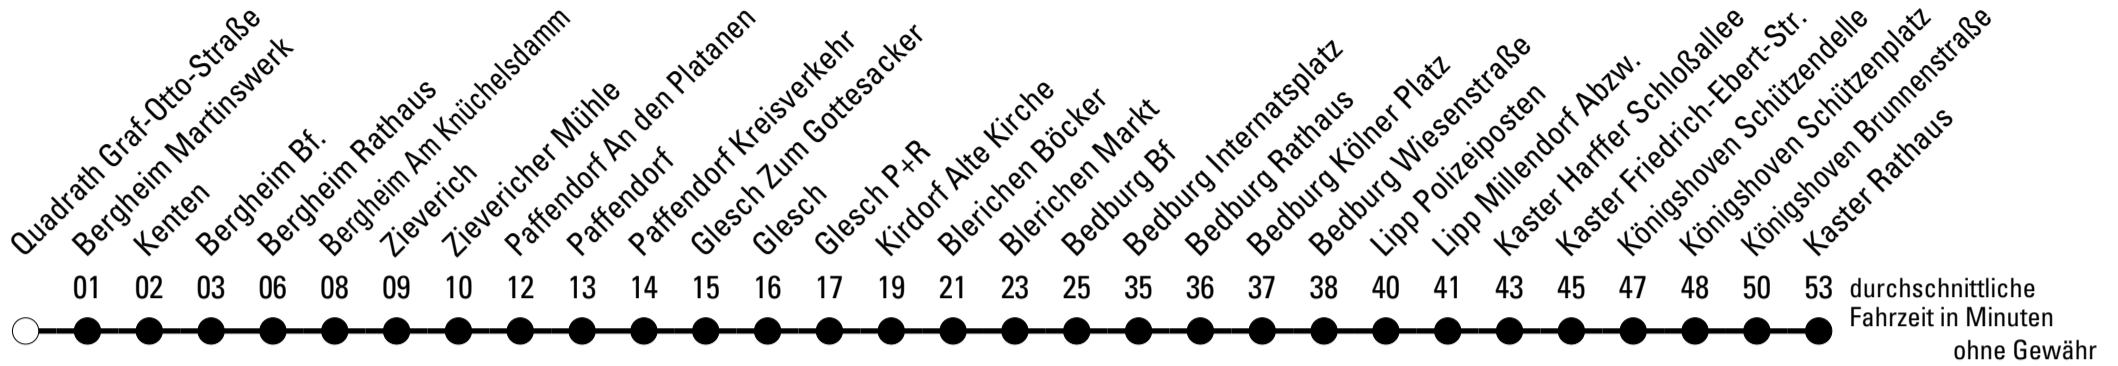 Quadrath Graf-Otto-Straße
Bergheim Martinswerk
Kenten
Bergheim Bf.
Bergheim Rathaus
Bergheim Am Knüchelsdamm
Zieverich
Zievericher Mühle
Paffendorf An den Platanen
Paffendorf
Paffendorf Kreisverkehr
Glesch Zum Gottesacker
Glesch
Glesch P+R
Kirdorf Alte Kirche
Blerichen Böcker
Blerichen Markt
Bedburg Bf
Bedburg Internatsplatz
Bedburg Rathaus
Bedburg Kölner Platz
Bedburg Wiesenstraße
Lipp Polizeiposten
Lipp Millendorf Abzw.
Kaster Harffer Schloßallee
Kaster Friedrich-Ebert-Str.
Königshoven Schützendelle
Königshoven Schützenplatz
Königshoven Brunnenstraße
Kaster Rathaus
01 02 03 06 08 09 10 12 13 14 15 16 17 19 21 23 25 35 36 37 38 40 41 43 45 47 48 50 53
durchschnittliche
Fahrzeit in Minuten
ohne Gewähr